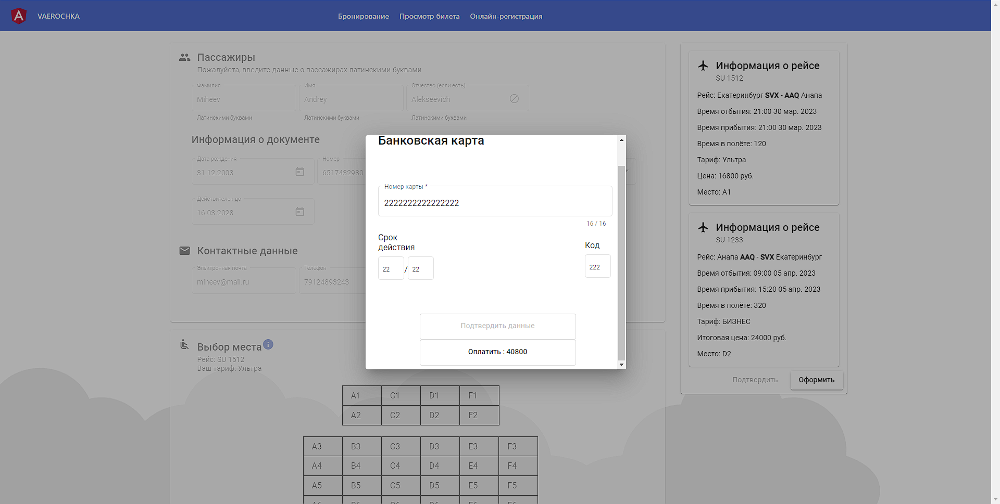 VAEROCHKA
Бронирование Просмотр билета Онлайн-регистрация
Пассажиры
Пожалуйста, введите данные о пассажирах латинскими буквами
Фамилия Имя Отчество (если есть)
Miheev Andrey Alekseevich
Латинскими буквами Латинскими буквами Латинскими буквами
Информация о документе
Дата рождения Номер
31.12.2003 6517432980
Действителен до
16.03.2028
Контактные данные
Электронная почта Телефон
miheev@mail.ru 79124893243
Выбор места
Рейс: SU 1512
Ваш тариф: Ультра
A1 C1 D1 F1
A2 C2 D2 F2
A3 B3 C3 D3 E3 F3
A4 B4 C4 D4 E4 F4
A5 B5 C5 D5 E5 F5
Банковская карта
Номер карты *
2222222222222222
16 / 16
Срок
действия
Код
22 / 22
222
Подтвердить данные
Оплатить : 40800
Информация о рейсе
SU 1512
Рейс: Екатеринбург SVX - AAQ Анапа
Время отбытия: 21:00 30 мар. 2023
Время прибытия: 21:00 30 мар. 2023
Время в полёте: 120
Тариф: Ультра
Цена: 16800 руб.
Место: A1
Информация о рейсе
SU 1233
Рейс: Анапа AAQ - SVX Екатеринбург
Время отбытия: 09:00 05 апр. 2023
Время прибытия: 15:20 05 апр. 2023
Время в полёте: 320
Тариф: БИЗНЕС
Итоговая цена: 24000 руб.
Место: D2
Подтвердить Оформить